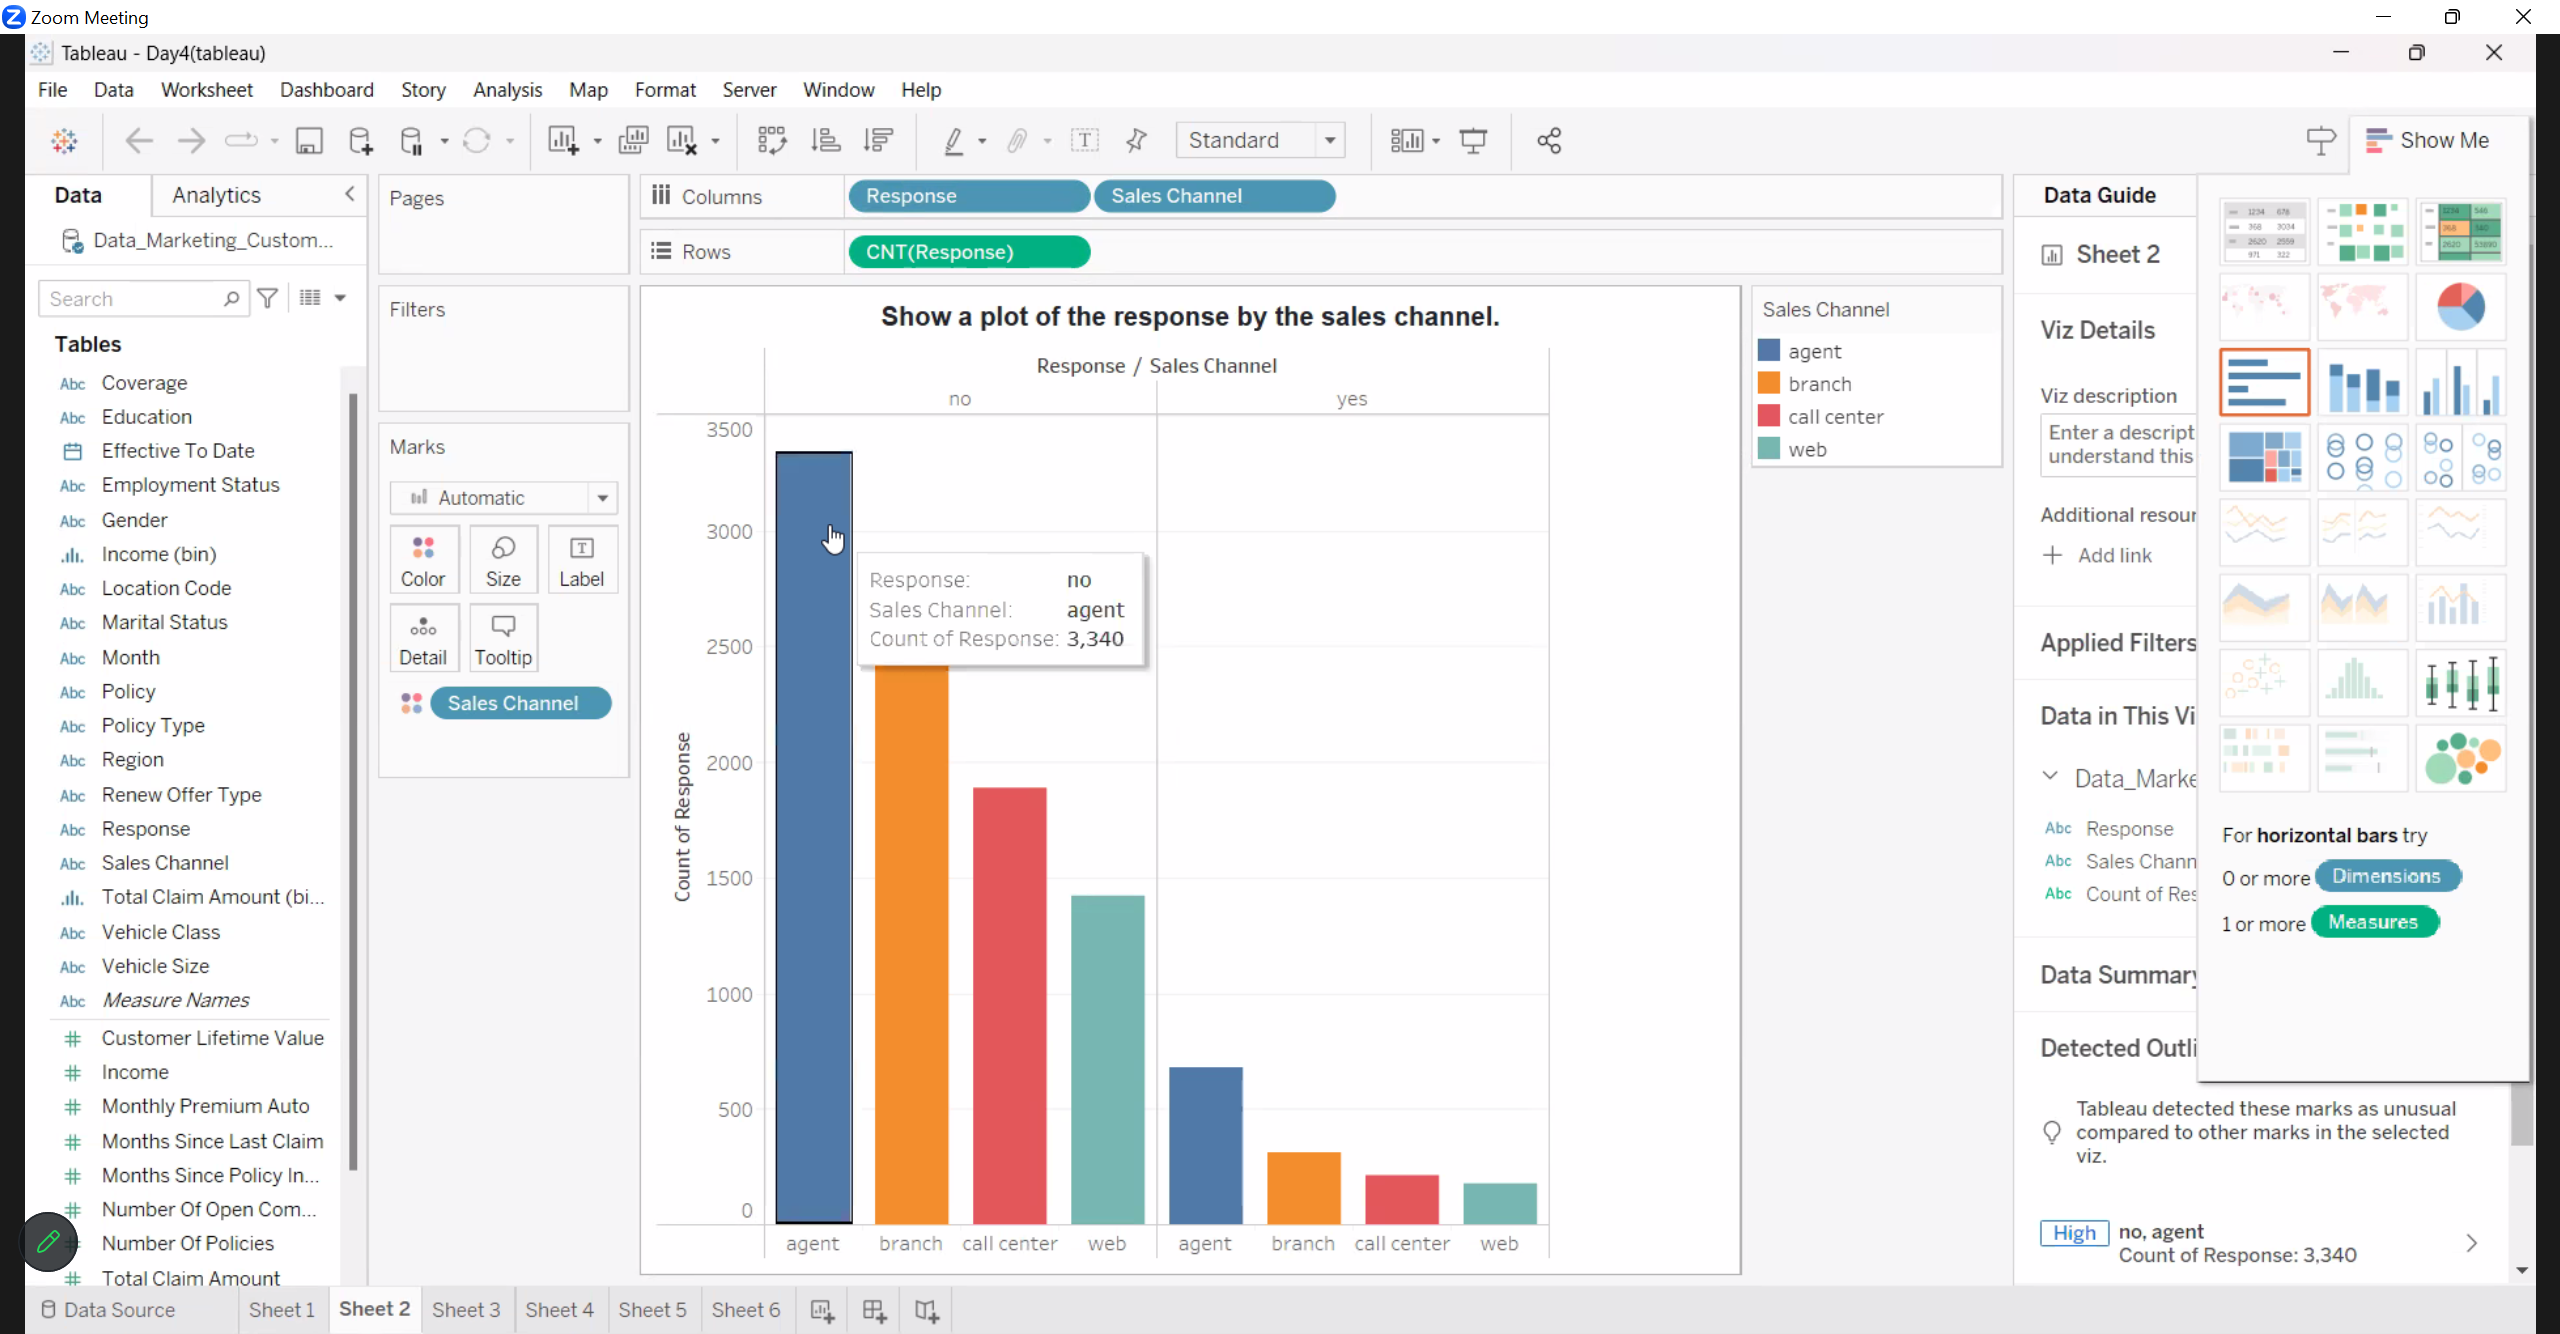 Zoom Meeting
Tableau - Day4(tableau)
File Data Worksheet Dashboard Story Analysis Map Format Server Window Help
Standard
Show Me
Data Analytics
Data_Marketing_Custom...
Search
Tables
Abc Coverage
Abc Education
Effective To Date
Abc Employment Status
Abc Gender
Income (bin)
Abc Location Code
Abc Marital Status
Abc Month
Abc Policy
Abc Policy Type
Abc Region
Abc Renew Offer Type
Abc Response
Abc Sales Channel
Total Claim Amount (bi...
Abc Vehicle Class
Abc Vehicle Size
Abc Measure Names
# Customer Lifetime Value
# Income
# Monthly Premium Auto
# Months Since Last Claim
# Months Since Policy In...
# Number Of Open Com...
# Number Of Policies
# Total Claim Amount
Pages
Filters
Marks
Automatic
Color Size Label
Detail Tooltip
Sales Channel
Columns Response Sales Channel
Rows CNT(Response)
Show a plot of the response by the sales channel.
Response / Sales Channel
no yes
3500
3000
2500
2000
1500
1000
500
0
Count of Response
Response: no
Sales Channel: agent
Count of Response: 3,340
agent branch call center web agent branch call center web
Sales Channel
agent
branch
call center
web
Data Guide
Sheet 2
Viz Details
Viz description
Enter a descript
understand this
Additional resour
Add link
Applied Filters
Data in This Vi
Data_Marke
Abc Response
Abc Sales Chann
Abc Count of Res
Data Summary
Detected Outli
Tableau detected these marks as unusual
compared to other marks in the selected
viz.
High no, agent
Count of Response: 3,340
For horizontal bars try
0 or more Dimensions
1 or more Measures
Data Source Sheet 1 Sheet 2 Sheet 3 Sheet 4 Sheet 5 Sheet 6